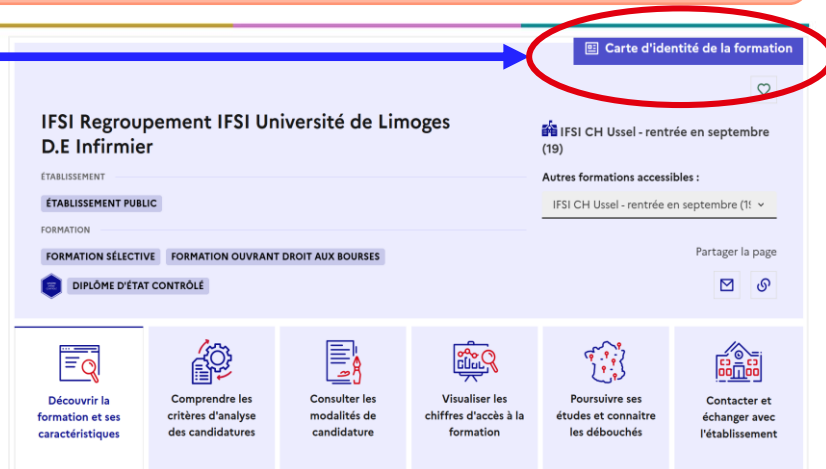 Carte d'identité de la formation
IFSI Regroupement IFSI Université de Limoges
D.E Infirmier
ÉTABLISSEMENT
ÉTABLISSEMENT PUBLIC
FORMATION
FORMATION SÉLECTIVE FORMATION OUVRANT DROIT AUX BOURSES
DIPLÔME D'ÉTAT CONTRÔLÉ
IFSI CH Ussel - rentrée en septembre
(19)
Autres formations accessibles :
IFSI CH Ussel - rentrée en septembre (1
Partager la page
Découvrir la
formation et ses
caractéristiques
Comprendre les
critères d'analyse
des candidatures
Consulter les
modalités de
candidature
Visualiser les
chiffres d'accès à la
formation
Poursuivre ses
études et connaitre
les débouchés
Contacter et
échanger avec
l'établissement